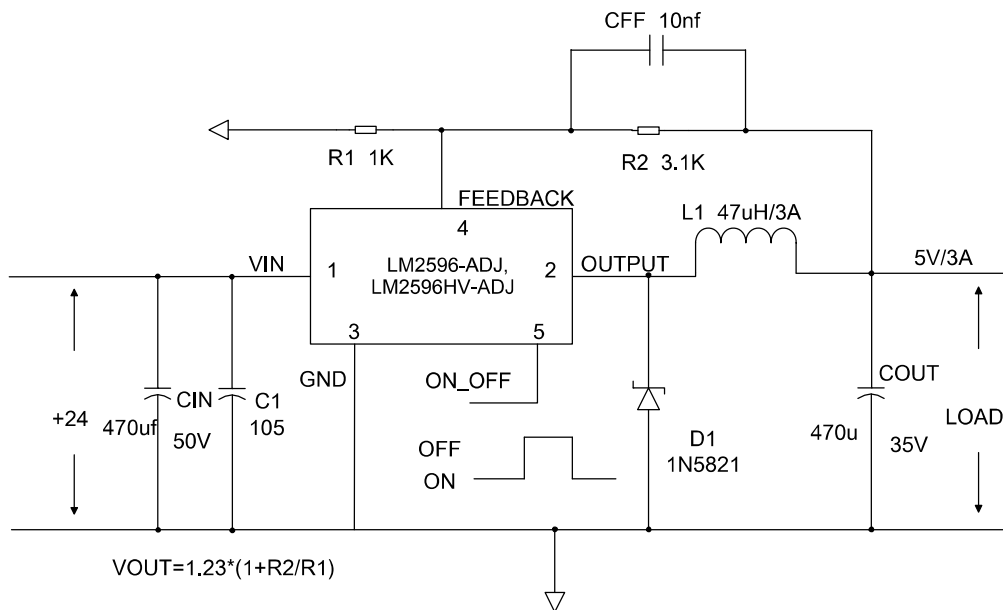 CFF 10nf
R1 1K
R2 3.1K
FEEDBACK
4
L1 47uH/3A
VIN
1
LM2596-ADJ,
LM2596HV-ADJ
2
OUTPUT
5V/3A
3
5
GND
ON_OFF
+24
470uf
CIN
50V
C1
105
OFF
ON
D1
1N5821
COUT
470u
35V
LOAD
VOUT=1.23*(1+R2/R1)